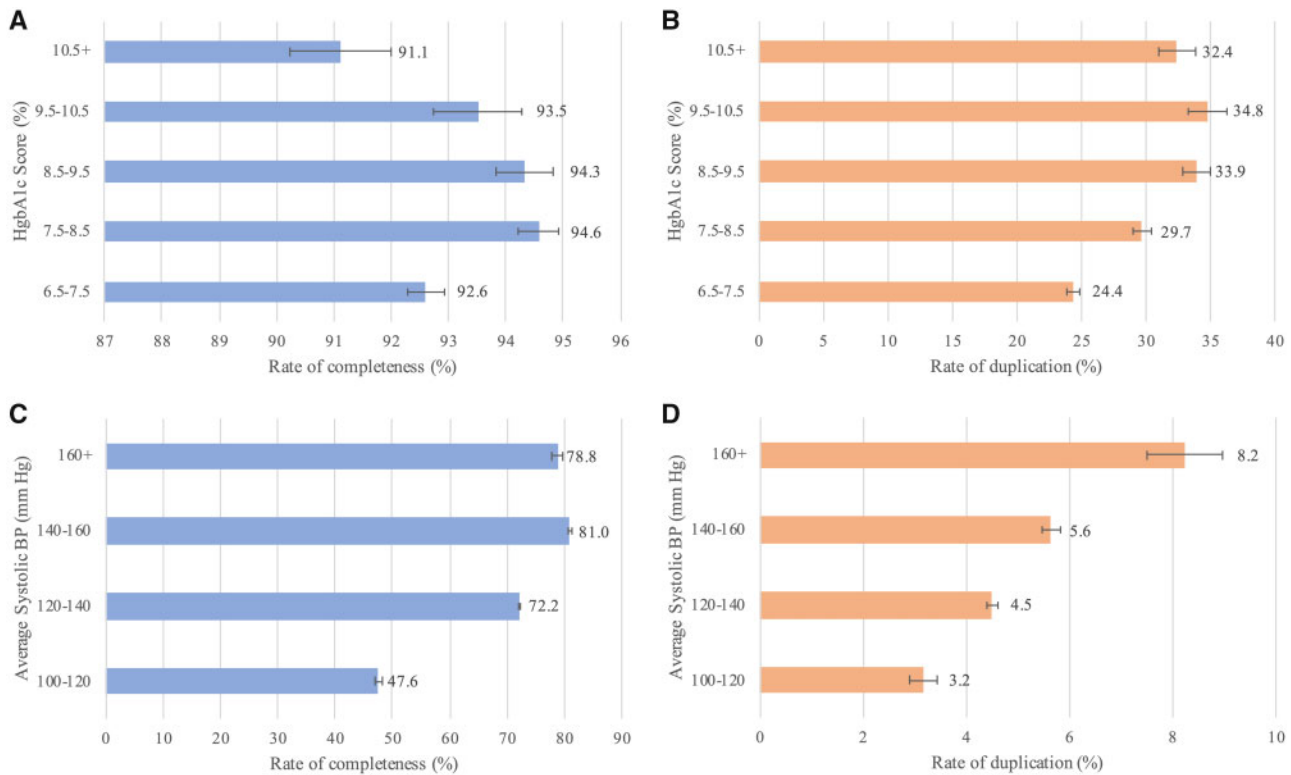 A
HgbA1c Score (%)
10.5+
91.1
9.5-10.5
93.5
8.5-9.5
94.3
7.5-8.5
94.6
6.5-7.5
92.6
87 88 89 90 91 92 93 94 95 96
Rate of completeness (%)
B
HgbA1c Score (%)
10.5+
32.4
9.5-10.5
34.8
8.5-9.5
33.9
7.5-8.5
29.7
6.5-7.5
24.4
0 5 10 15 20 25 30 35 40
Rate of duplication (%)
C
Average Systolic BP (mm Hg)
160+
78.8
140-160
81.0
120-140
72.2
100-120
47.6
0 10 20 30 40 50 60 70 80 90
Rate of completeness (%)
D
Average Systolic BP (mm Hg)
160+
8.2
140-160
5.6
120-140
4.5
100-120
3.2
0 2 4 6 8 10
Rate of duplication (%)